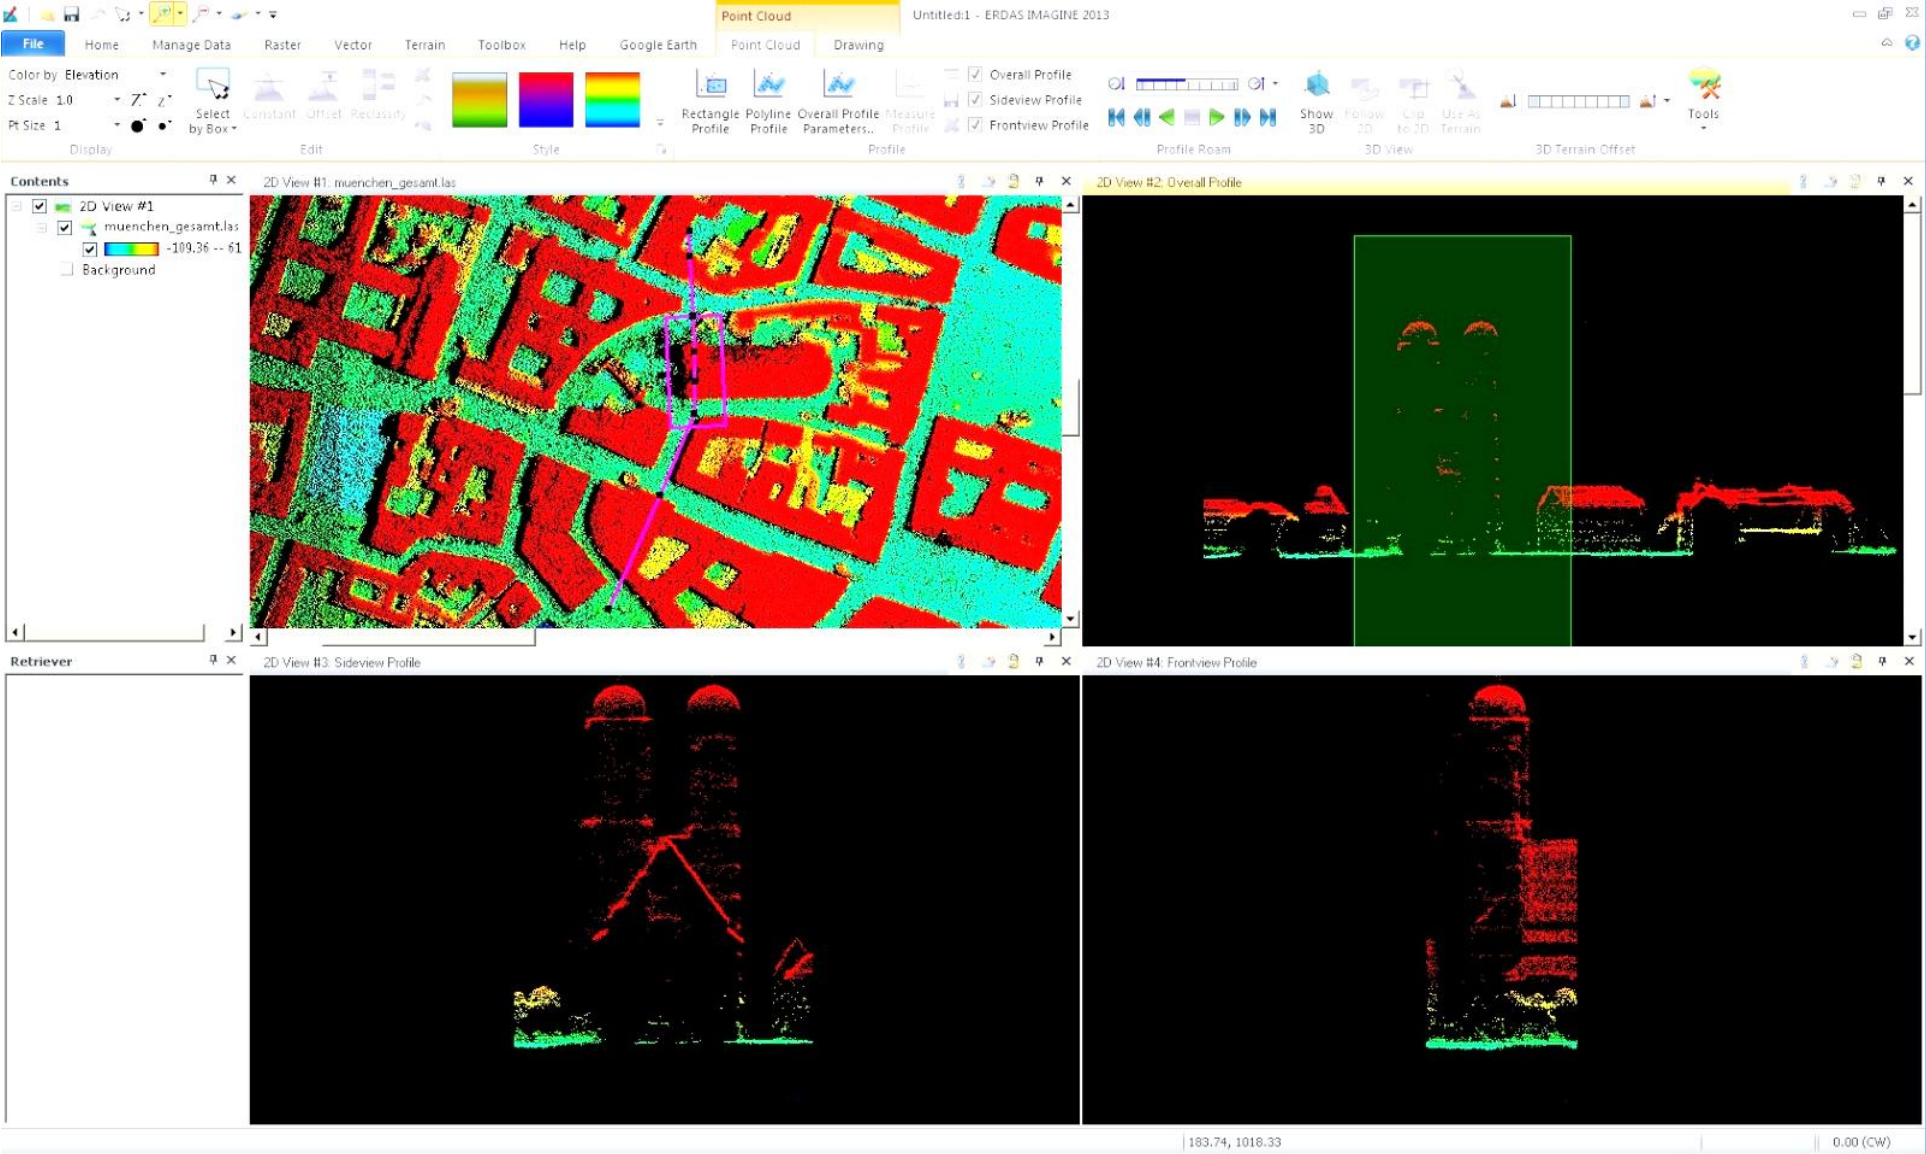 Point Cloud
Untitled:1 - ERDAS IMAGINE 2013
File Home Manage Data Raster Vector Terrain Toolbox Help Google Earth Point Cloud Drawing
Color by Elevation
Z Scale 1.0
Pt Size 1
Display
Select by Box
Constant Offset Reclassify
Edit
Style
Rectangle Profile
Polyline Profile
Overall Profile Parameters..
Measure Profile
Overall Profile
Sideview Profile
Frontview Profile
Profile
Profile Roam
Show 3D
Follow 2D
Clip to 2D
Use As Terrain
3D View
3D Terrain Offset
Tools
Contents
2D View #1
muenchen_gesamt.las
-109.36 -- 61
Background
2D View #1: muenchen_gesamt.las
2D View #2: Overall Profile
Retriever
2D View #3: Sideview Profile
2D View #4: Frontview Profile
183.74, 1018.33
0.00 (CW)